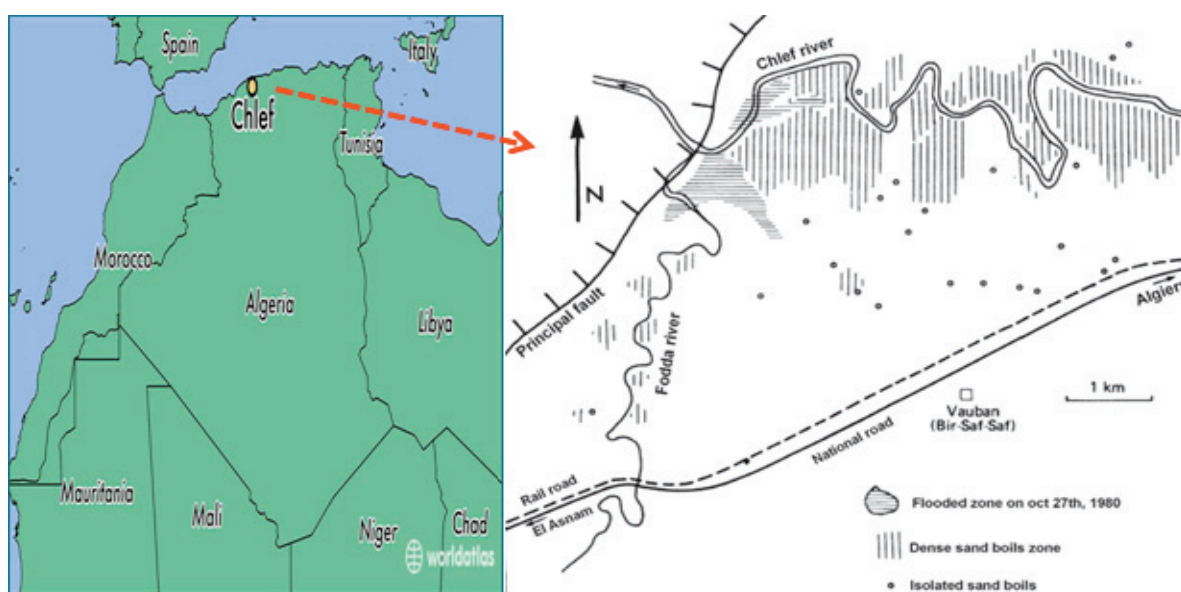 Spain
Italy
Chlef
Tunisia
Morocco
Algeria
Libya
Mauritania
Mali
Niger
Chad
worldatlas
Chlef river
N
Principal fault
Fodda river
Algier
1 km
Vauban
(Bir-Saf-Saf)
National road
Rail road
El Asnam
Flooded zone on oct 27th, 1980
Dense sand boils zone
Isolated sand boils